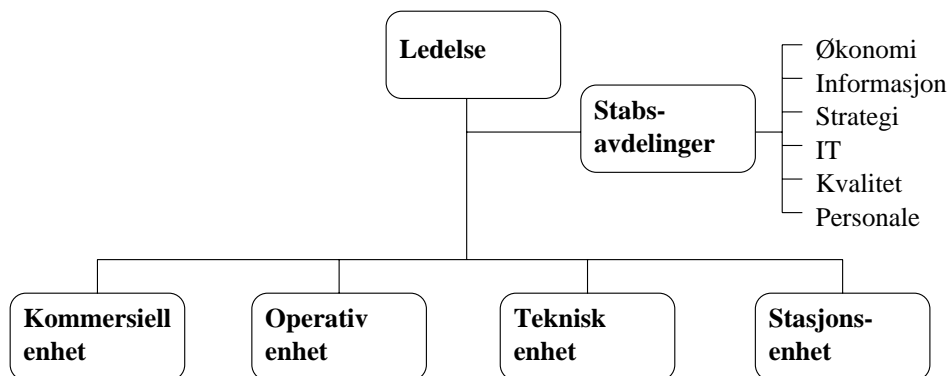 Ledelse
Stabs-
avdelinger
Økonomi
Informasjon
Strategi
IT
Kvalitet
Personale
Kommersiell
enhet
Operativ
enhet
Teknisk
enhet
Stasjons-
enhet